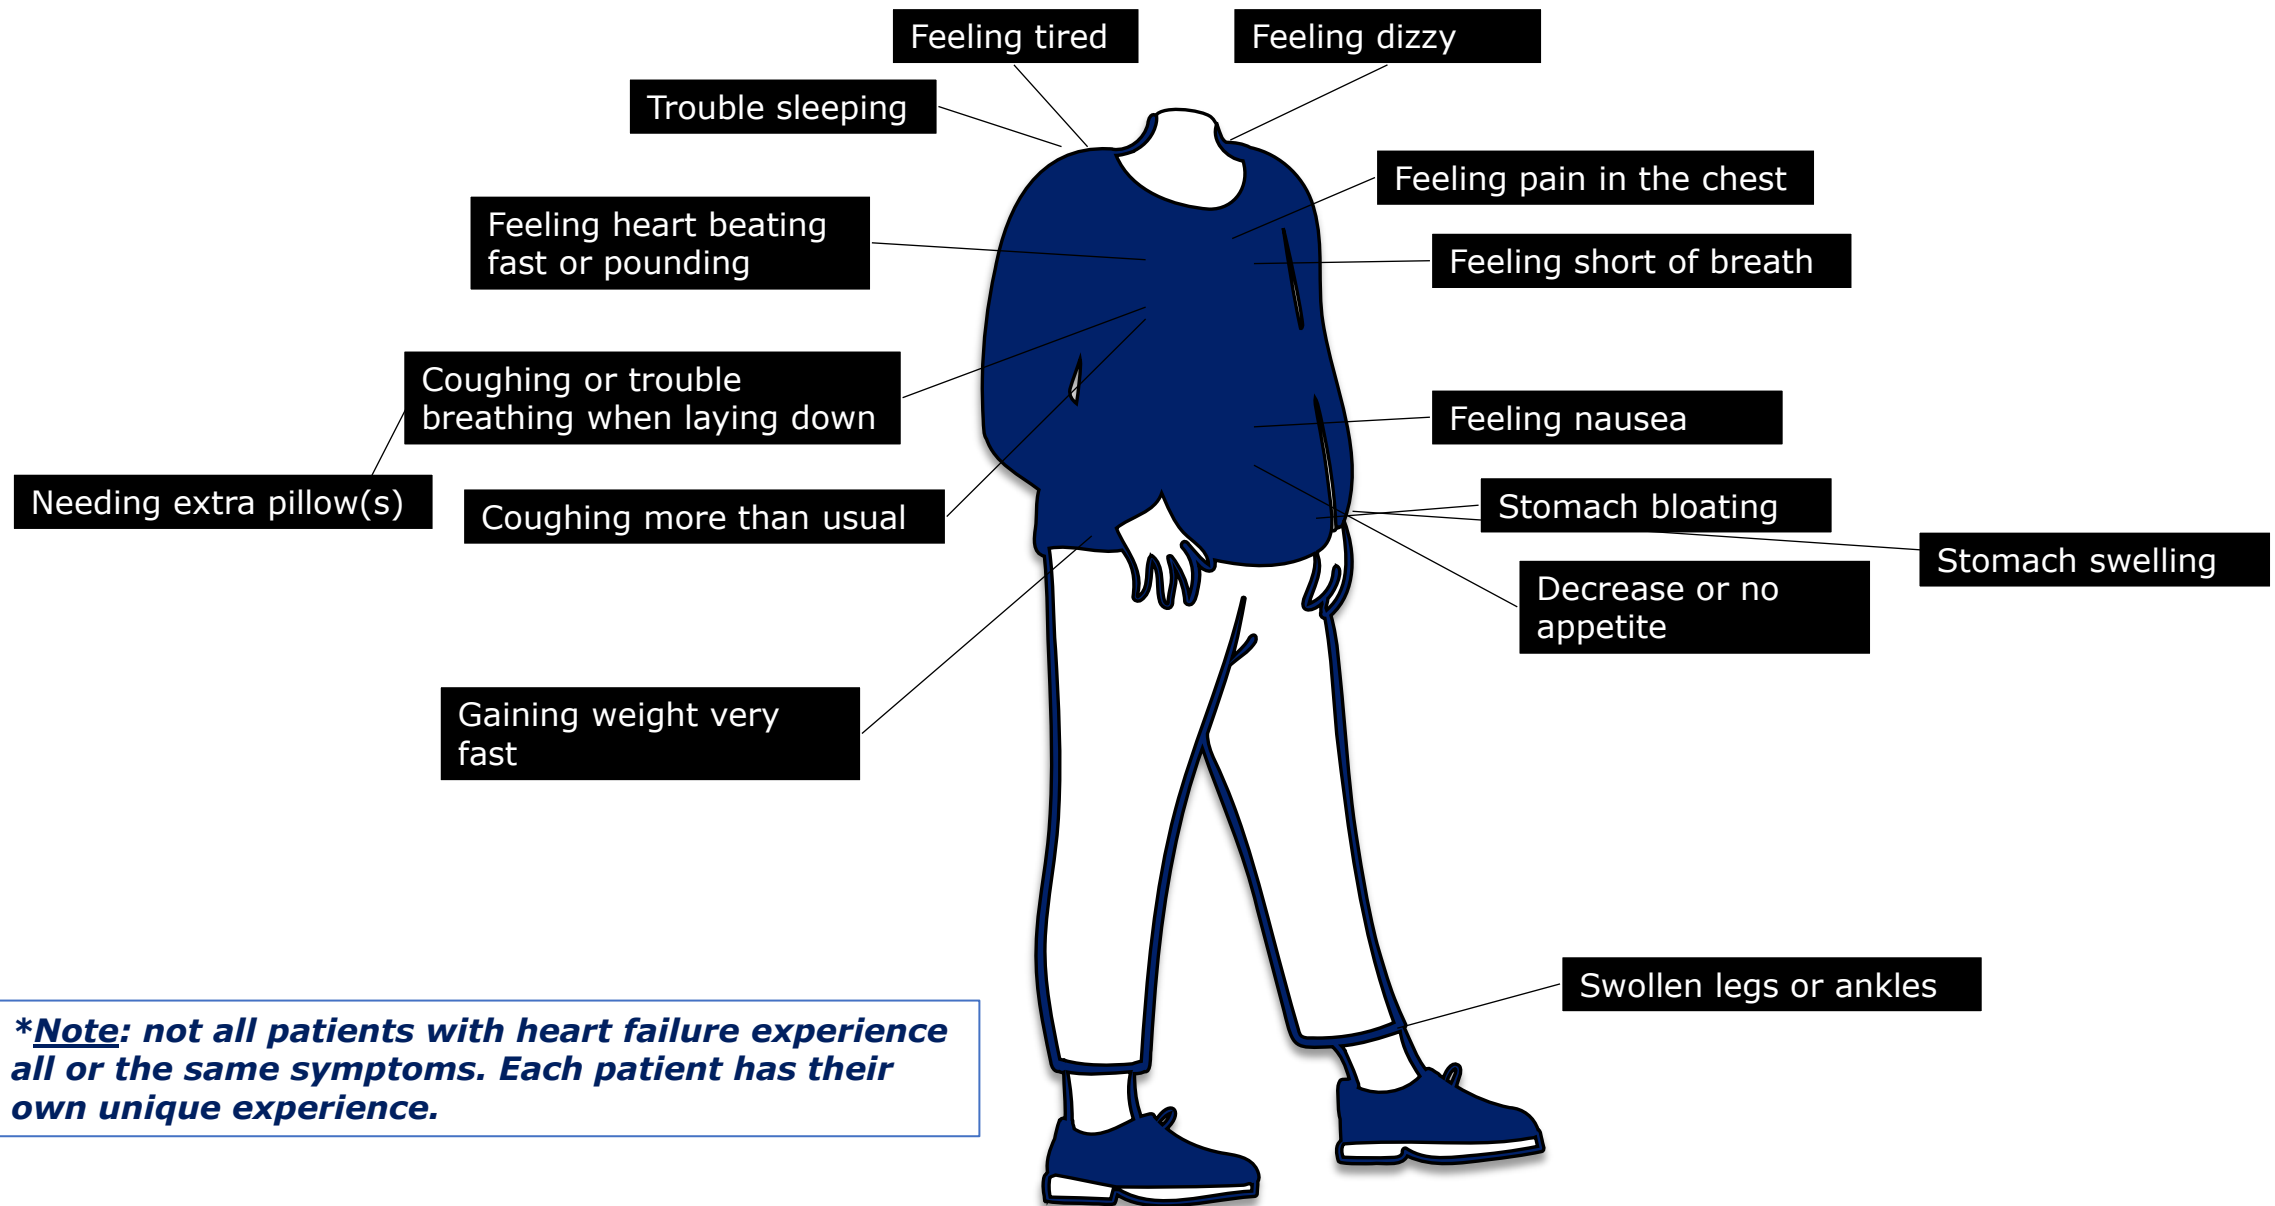 Feeling tired
Feeling dizzy
Trouble sleeping
Feeling pain in the chest
Feeling heart beating
fast or pounding
Feeling short of breath
Coughing or trouble
breathing when laying down
Feeling nausea
Needing extra pillow(s)
Coughing more than usual
Stomach bloating
Stomach swelling
Decrease or no
appetite
Gaining weight very
fast
Swollen legs or ankles
*Note: not all patients with heart failure experience
all or the same symptoms. Each patient has their
own unique experience.